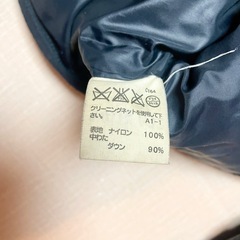 クリーニングネットを使用して下
さい。 A1-1
表地 ナイロン 100%
中わた
ダウン 90%